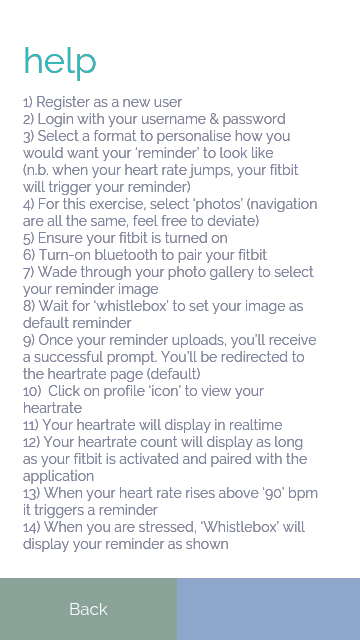 help
1) Register as a new user
2) Login with your username & password
3) Select a format to personalise how you
would want your ‘reminder’ to look like
(n.b. when your heart rate jumps, your fitbit
will trigger your reminder)
4) For this exercise, select ‘photos’ (navigation
are all the same, feel free to deviate)
5) Ensure your fitbit is turned on
6) Turn-on bluetooth to pair your fitbit
7) Wade through your photo gallery to select
your reminder image
8) Wait for ‘whistlebox’ to set your image as
default reminder
9) Once your reminder uploads, you'll receive
a successful prompt. You'll be redirected to
the heartrate page (default)
10)  Click on profile ‘icon’ to view your
heartrate
11) Your heartrate will display in realtime
12) Your heartrate count will display as long
as your fitbit is activated and paired with the
application
13) When your heart rate rises above ‘90’ bpm
it triggers a reminder
14) When you are stressed, ‘Whistlebox’ will
display your reminder as shown
Back